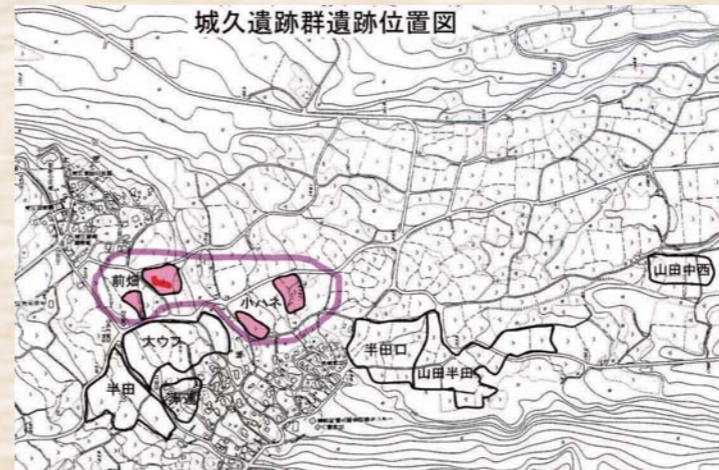 城久遺跡群遺跡位置図
山田中西
前畑
小ハネ
大ウフ
半田口
山田半田
半田